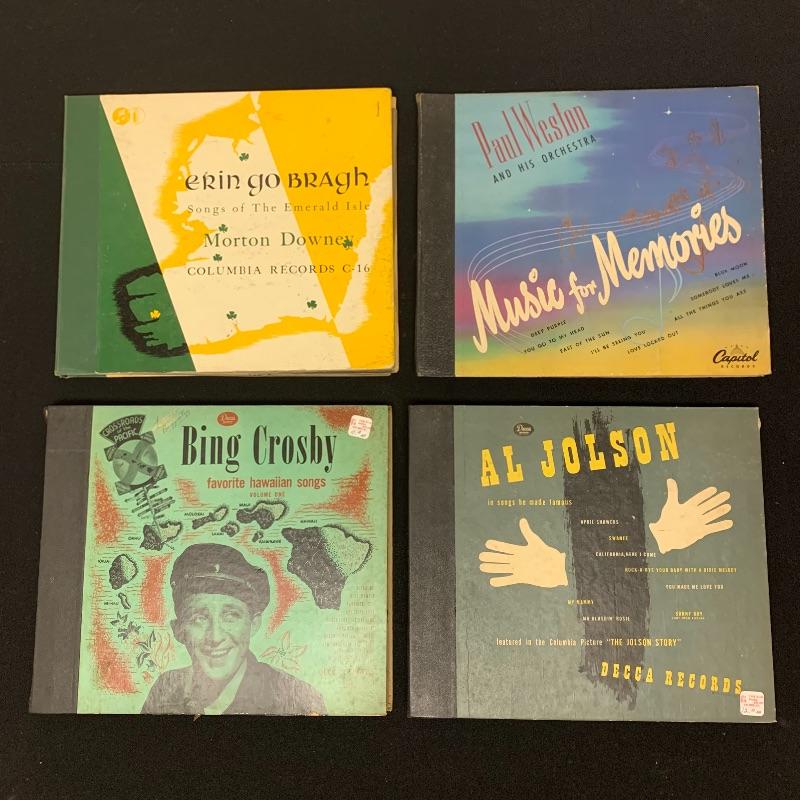 erin go bragh
Songs of The Emerald Isle
Morton Downey
COLUMBIA RECORDS C-16
Paul Weston
AND HIS ORCHESTRA
Music for Memories
DEEP PURPLE
YOU GO TO MY HEAD
EAST OF THE SUN
I'LL BE SEEING YOU
LOVE LOCKED OUT
BLUE MOON
SOMEBODY LOVES ME
ALL THE THINGS YOU ARE
Capitol
RECORDS
CROSSROADS
of the
PACIFIC
Decca
Bing Crosby
favorite hawaiian songs
VOLUME ONE
MOLOKAI
MAUI
HAWAII
OAHU
LANAI
KAHOOLAWE
KAUAI
NIIHAU
Decca
AL JOLSON
in songs he made famous
APRIL SHOWERS
SWANEE
CALIFORNIA, HERE I COME
ROCK-A-BYE YOUR BABY WITH A DIXIE MELODY
YOU MADE ME LOVE YOU
MY MAMMY
MA BLUSHIN' ROSIE
SONNY BOY
featured in the Columbia Picture "THE JOLSON STORY"
DECCA RECORDS